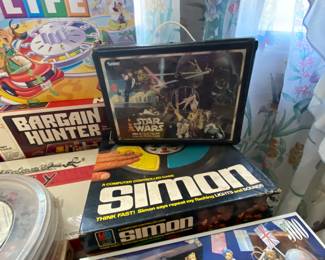 LIFE
BARGAIN
HUNTER
Kenner
STAR
WARS
A COMPUTER CONTROLLED GAME
SIMON
THINK FAST! Simon says repeat my flashing LIGHTS and SOUNDS!
SIMON